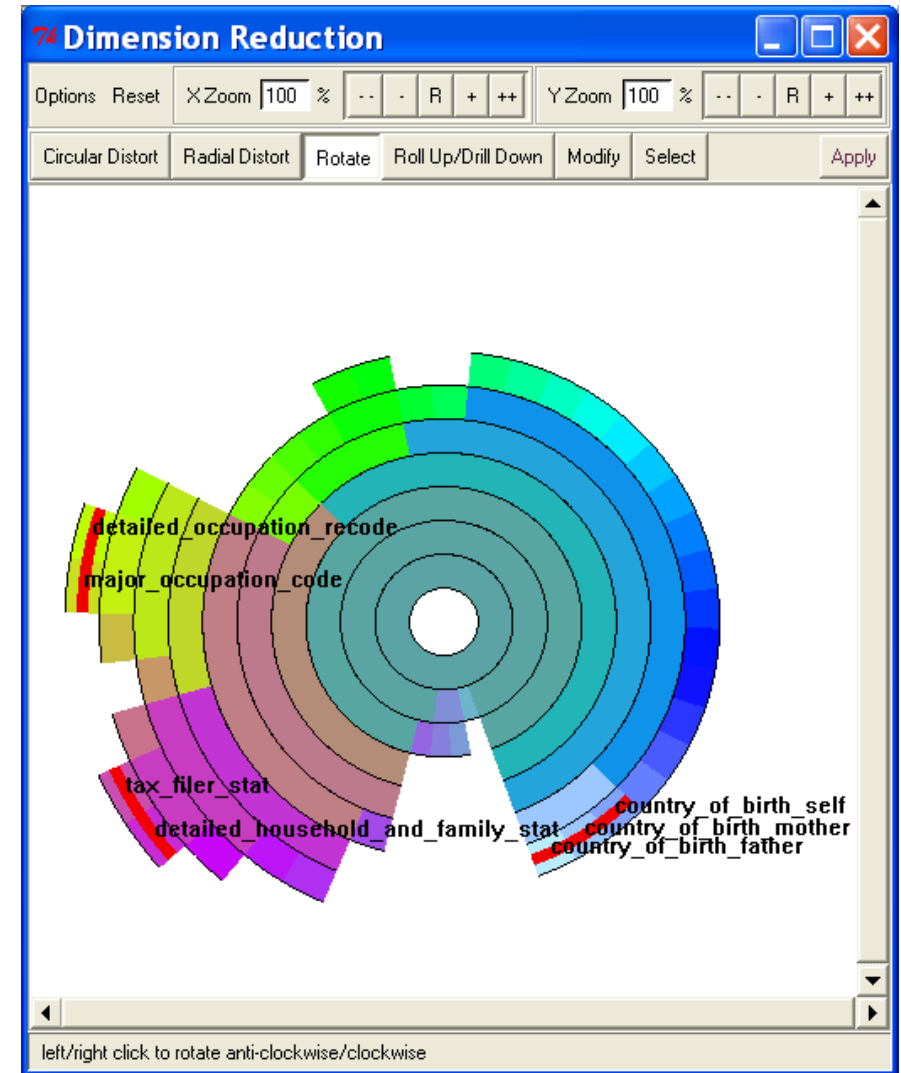 Dimension Reduction
Options Reset X Zoom 100 % -- - R + ++ Y Zoom 100 % -- - R + ++
Circular Distort Radial Distort Rotate Roll Up/Drill Down Modify Select Apply
detailed_occupation_recode
major_occupation_code
tax_filer_stat
country_of_birth_self
detailed_household_and_family_stat country_of_birth_mother
country_of_birth_father
left/right click to rotate anti-clockwise/clockwise